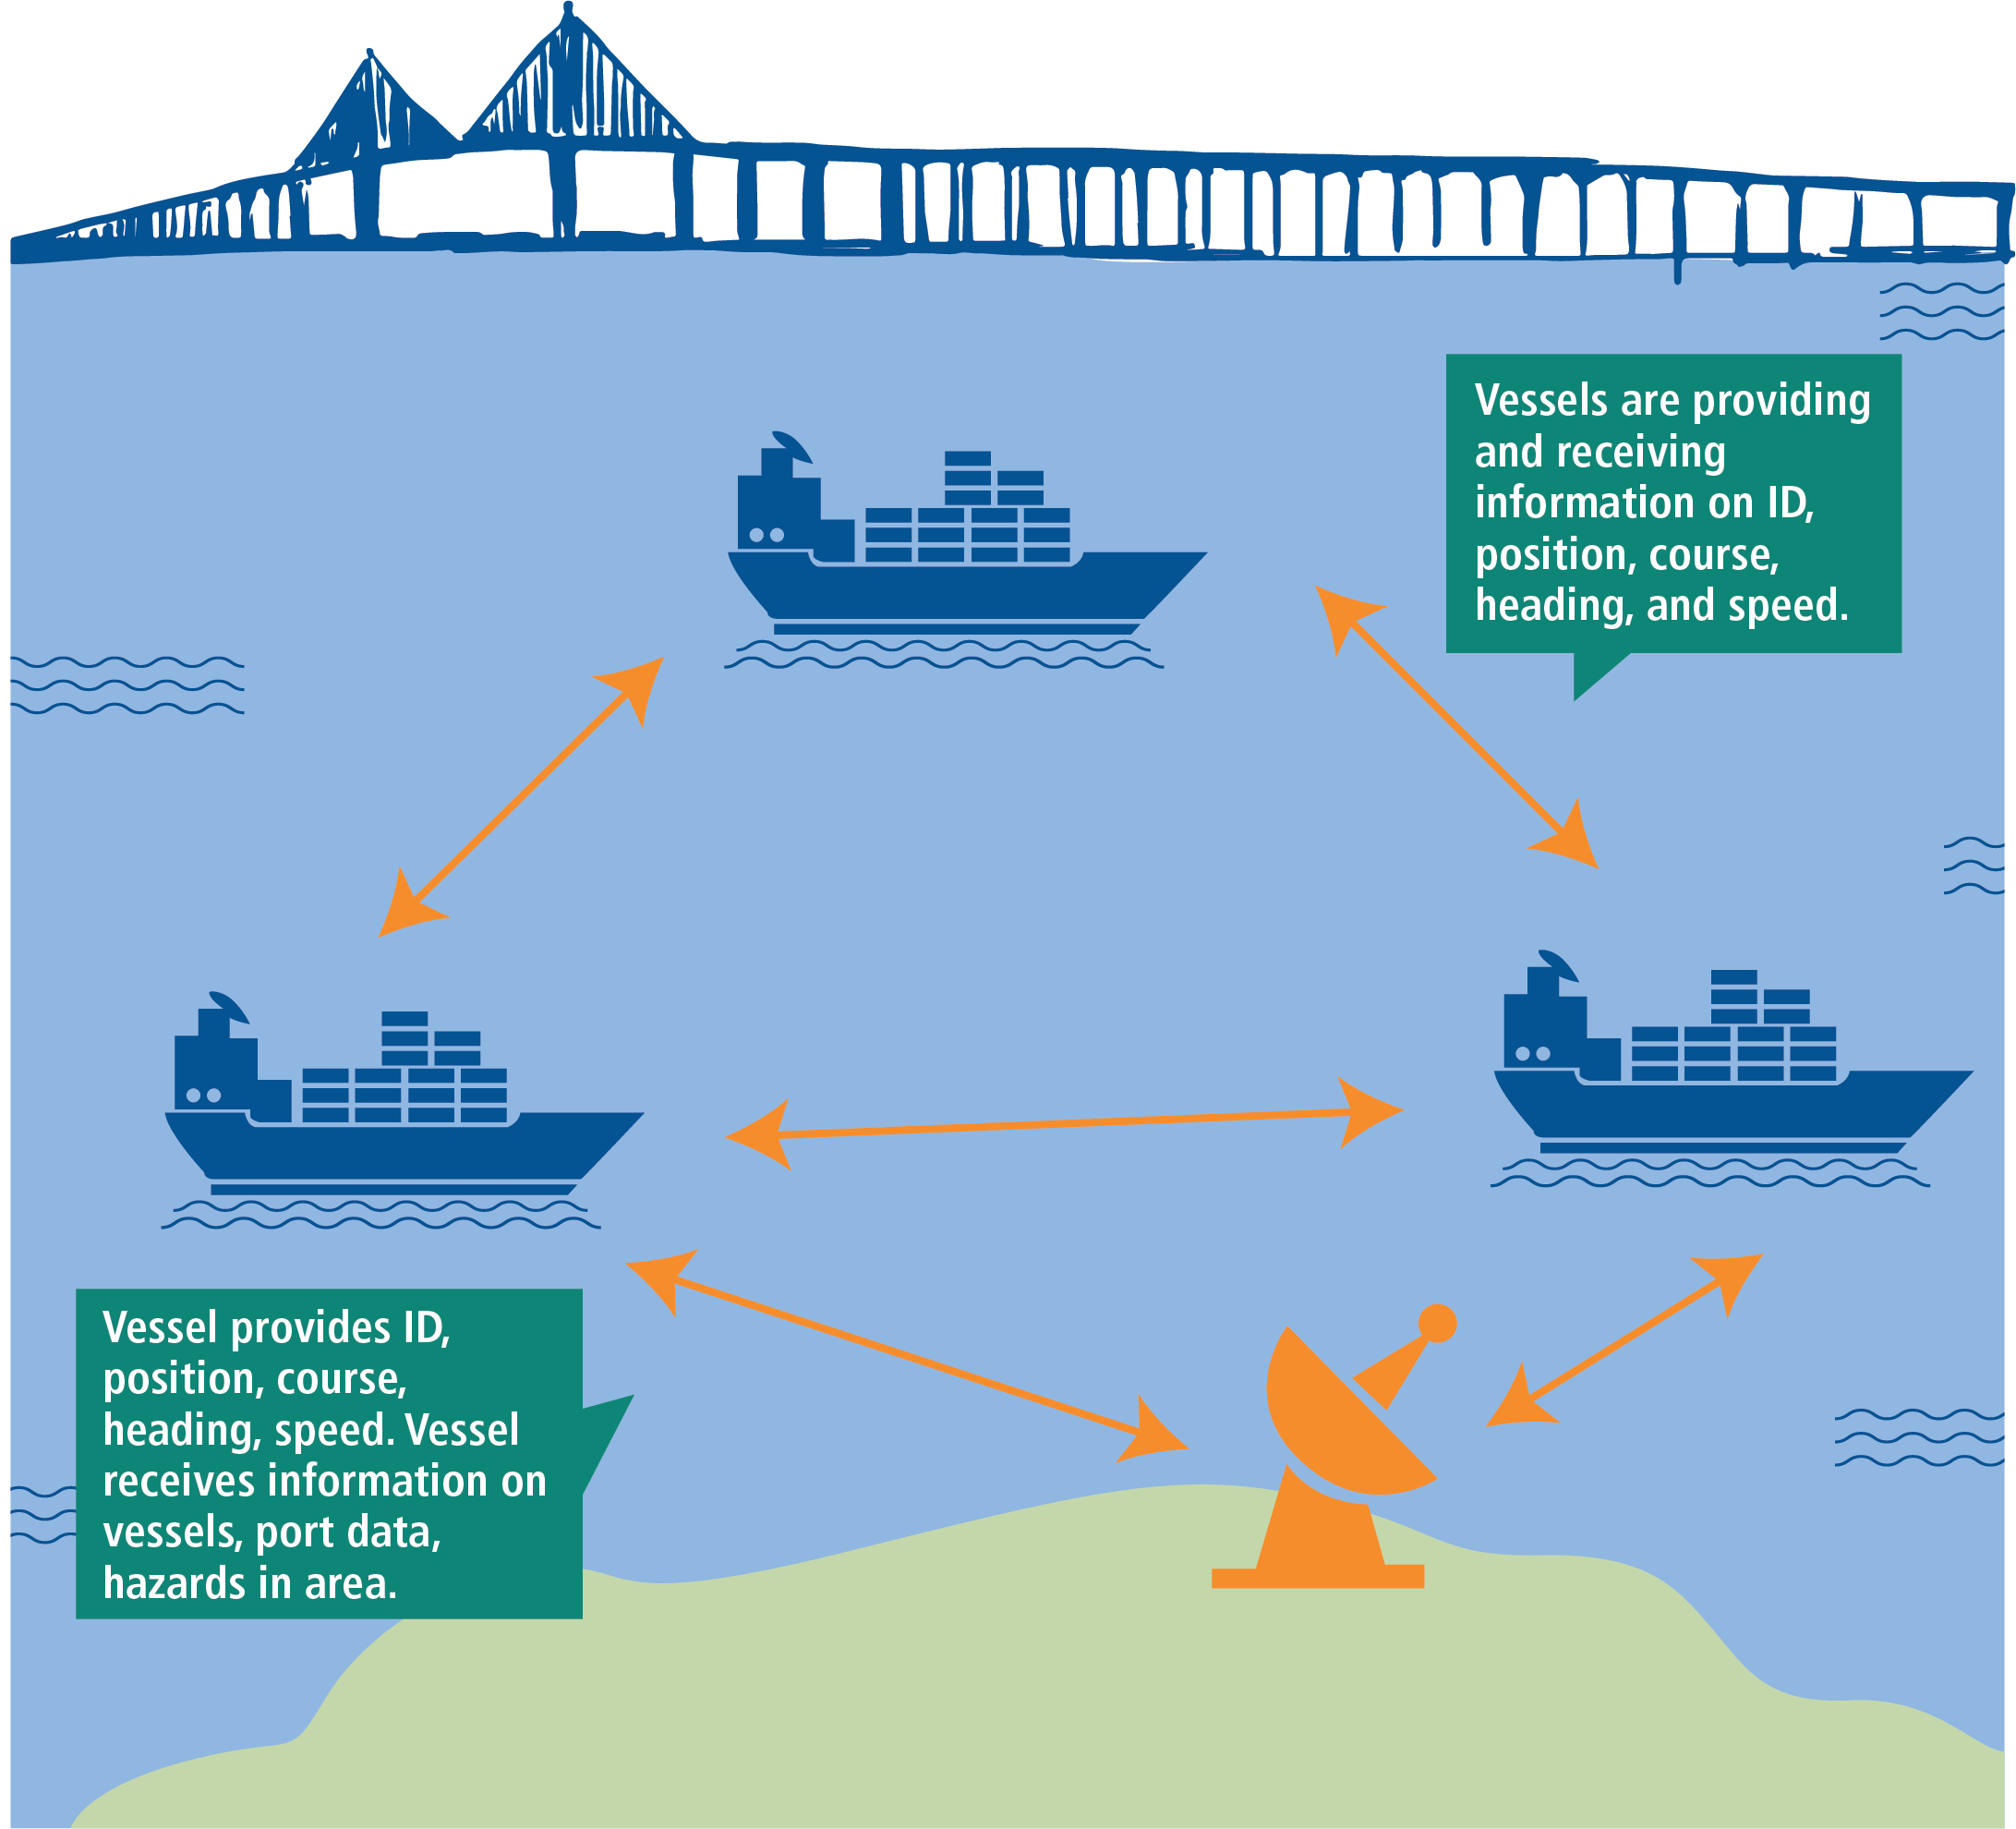 Vessels are providing
and receiving
information on ID,
position, course,
heading, and speed.
Vessel provides ID,
position, course,
heading, speed. Vessel
receives information on
vessels, port data,
hazards in area.